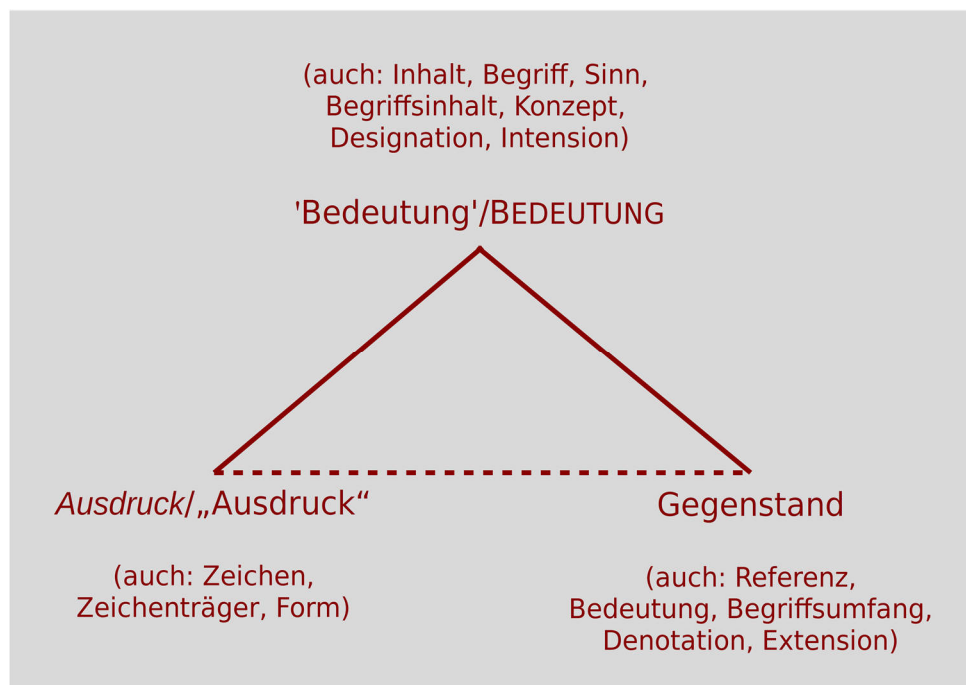 (auch: Inhalt, Begriff, Sinn,
Begriffsinhalt, Konzept,
Designation, Intension)
'Bedeutung'/BEDEUTUNG
Ausdruck/„Ausdruck“
Gegenstand
(auch: Zeichen,
Zeichenträger, Form)
(auch: Referenz,
Bedeutung, Begriffsumfang,
Denotation, Extension)